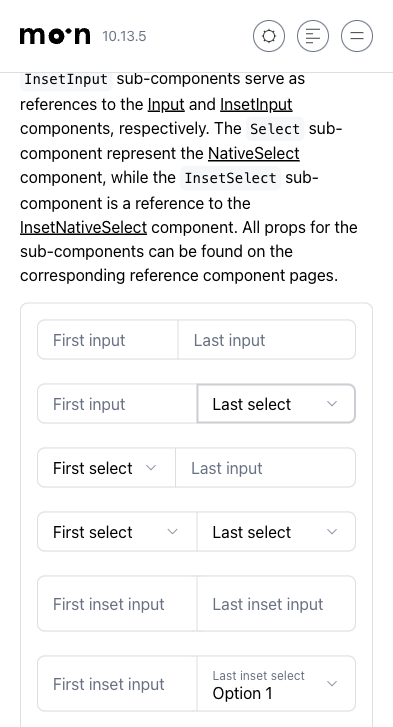 moon 10.13.5
InsetInput sub-components serve as
references to the Input and InsetInput
components, respectively. The Select sub-
component represent the NativeSelect
component, while the InsetSelect sub-
component is a reference to the
InsetNativeSelect component. All props for the
sub-components can be found on the
corresponding reference component pages.
First input Last input
First input Last select
First select Last input
First select Last select
First inset input Last inset input
First inset input Last inset select
Option 1